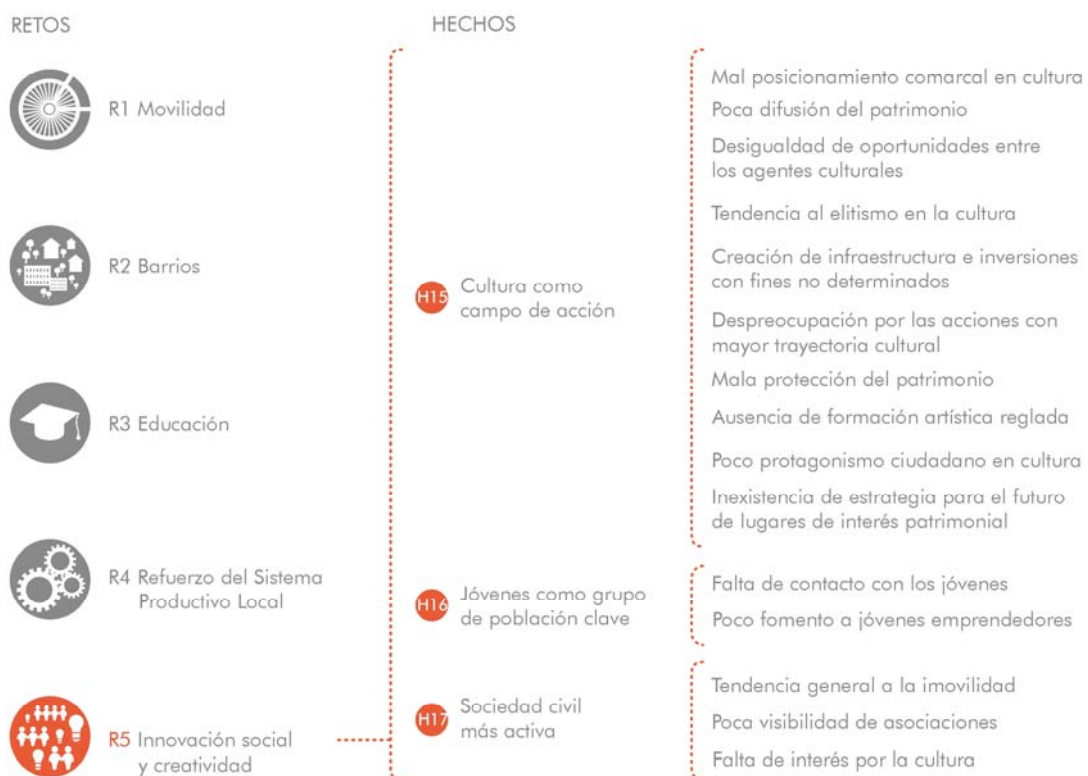 RETOS
R1 Movilidad
R2 Barrios
R3 Educación
R4 Refuerzo del Sistema
Productivo Local
R5 Innovación social
y creatividad
HECHOS
H15 Cultura como
campo de acción
H16 Jóvenes como grupo
de población clave
H17 Sociedad civil
más activa
Mal posicionamiento comarcal en cultura
Poca difusión del patrimonio
Desigualdad de oportunidades entre
los agentes culturales
Tendencia al elitismo en la cultura
Creación de infraestructura e inversiones
con fines no determinados
Despreocupación por las acciones con
mayor trayectoria cultural
Mala protección del patrimonio
Ausencia de formación artística reglada
Poco protagonismo ciudadano en cultura
Inexistencia de estrategia para el futuro
de lugares de interés patrimonial
Falta de contacto con los jóvenes
Poco fomento a jóvenes emprendedores
Tendencia general a la imovilidad
Poca visibilidad de asociaciones
Falta de interés por la cultura